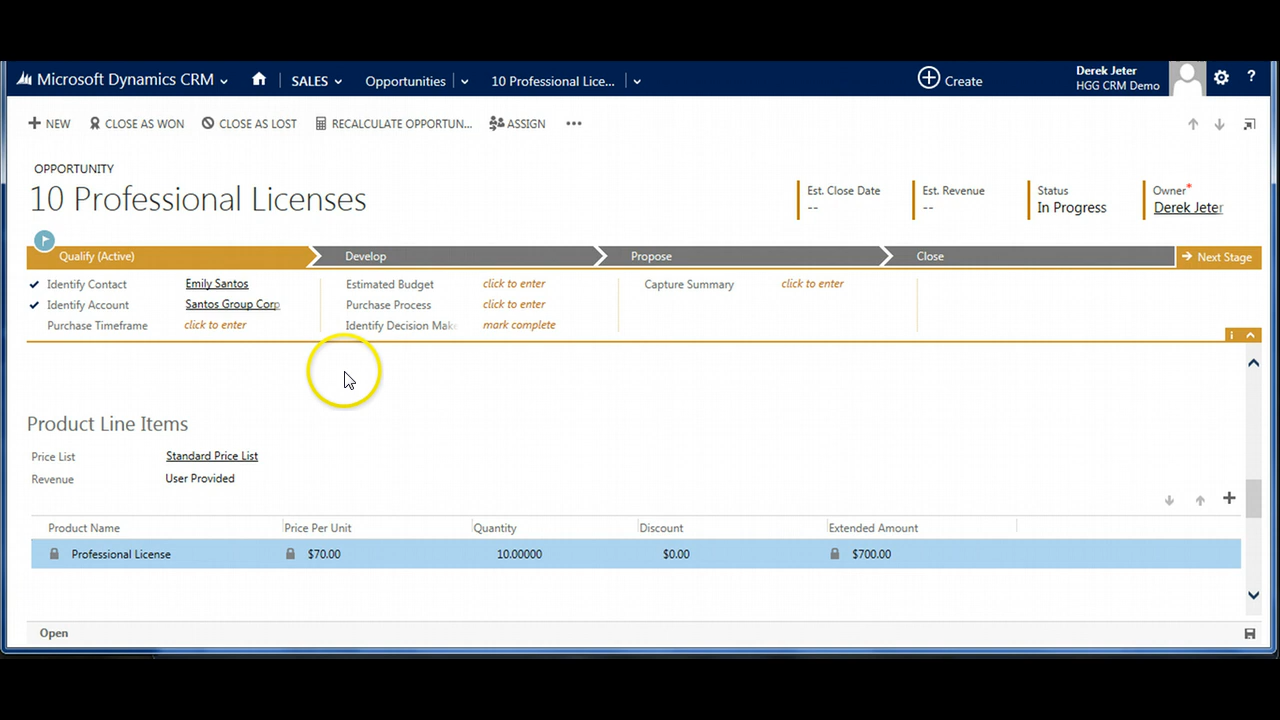 Microsoft Dynamics CRM SALES Opportunities 10 Professional Lice... Create Derek Jeter ?
HGG CRM Demo
NEW CLOSE AS WON CLOSE AS LOST RECALCULATE OPPORTUN... ASSIGN ...
OPPORTUNITY
10 Professional Licenses
Est. Close Date Est. Revenue Status Owner*
-- -- In Progress Derek Jeter
Qualify (Active) Develop Propose Close Next Stage
Identify Contact Emily Santos Estimated Budget click to enter Capture Summary click to enter
Identify Account Santos Group Corp Purchase Process click to enter
Purchase Timeframe click to enter Identify Decision Make mark complete
i
Product Line Items
Price List Standard Price List
Revenue User Provided
Product Name Price Per Unit Quantity Discount Extended Amount
Professional License $70.00 10.00000 $0.00 $700.00
Open